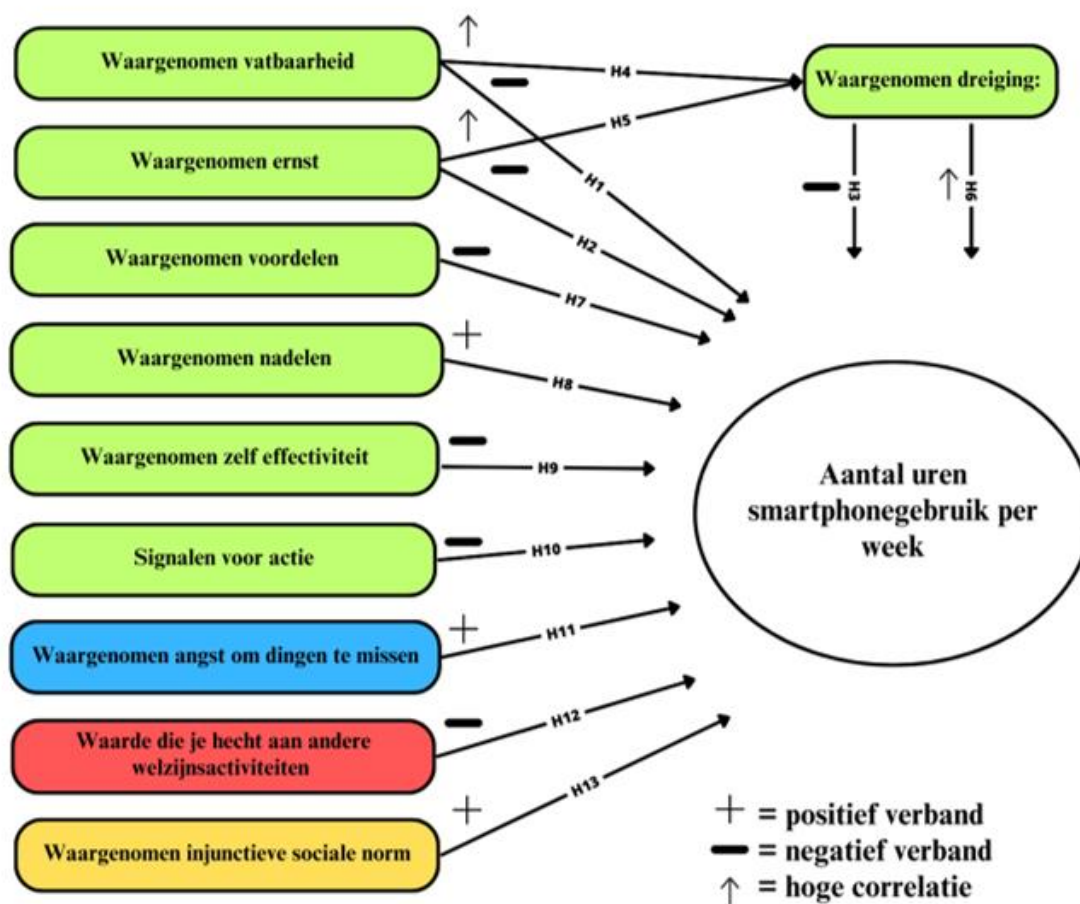 Waargenomen vatbaarheid
H4
Waargenomen dreiging:
Waargenomen ernst
H5
H1
H3
H6
H2
Waargenomen voordelen
H7
Waargenomen nadelen
H8
Waargenomen zelf effectiviteit
H9
Aantal uren
smartphonegebruik per
week
Signalen voor actie
H10
Waargenomen angst om dingen te missen
H11
Waarde die je hecht aan andere
welzijnsactiviteiten
H12
Waargenomen injunctieve sociale norm
H13
+ = positief verband
− = negatief verband
↑ = hoge correlatie